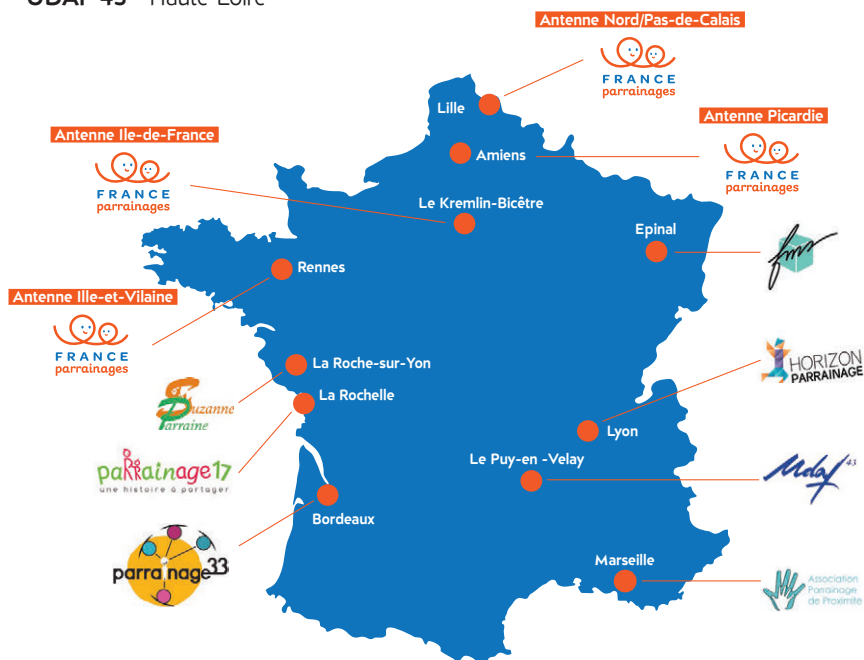 UDAF 43 - Haute-Loire
Antenne Nord/Pas-de-Calais
FRANCE
parrainages
Lille
Antenne Picardie
Antenne Ile-de-France
Amiens
FRANCE
parrainages
FRANCE
parrainages
Le Kremlin-Bicêtre
Epinal
fms
Rennes
Antenne Ille-et-Vilaine
FRANCE
parrainages
La Roche-sur-Yon
HORIZON
PARRAINAGE
Suzanne
Parraine
La Rochelle
Lyon
Le Puy-en -Velay
paRRainage17
une histoire à partager
Udaf 43
Bordeaux
parrainage33
Marseille
Association
Parrainage
de Proximité